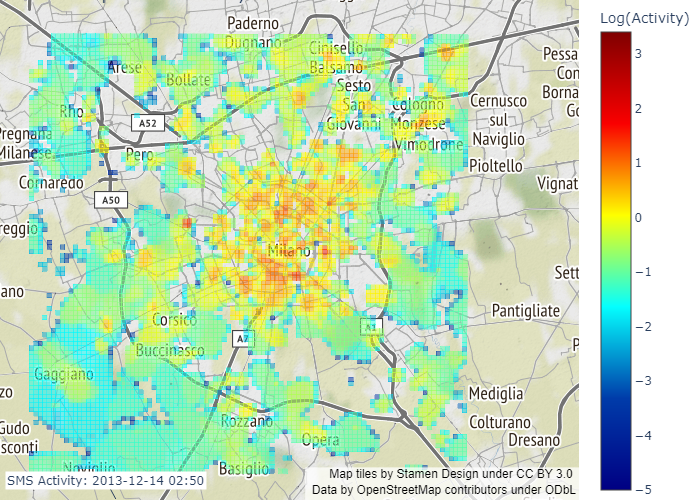 Log(Activity)
Paderno
Dugnano
Cinisello
Balsamo
Arese
Bollate
Sesto
San
Giovanni
Cologno
Monzese
Cernusco
sul
Naviglio
Pessa
Con
Borna
Go
Rho
A52
Pregnana
Milanese
Pero
Vimodrone
Pioltello
Cornaredo
A50
Vignat
reggio
Milano
ano
Sett
Pantigliate
Corsico
A7
A1
Buccinasco
P
Gaggiano
zo
Mediglia
Rozzano
Colturano
Gudo
sconti
Opera
Dresano
Noviglio
Basiglio
SMS Activity: 2013-12-14 02:50
Map tiles by Stamen Design under CC BY 3.0
Data by OpenStreetMap contributors under ODbL
3
2
1
0
−1
−2
−3
−4
−5